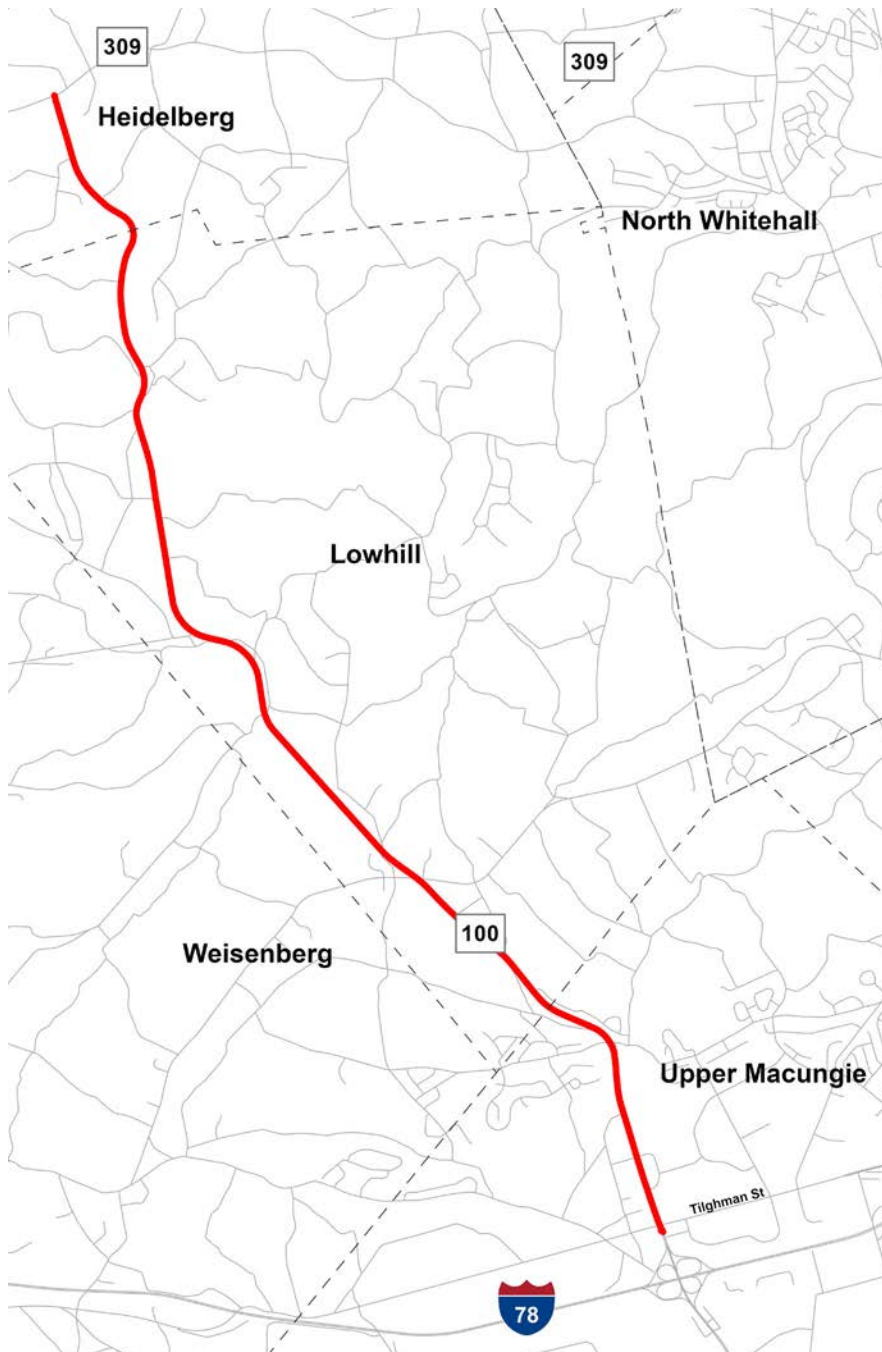 309
309
Heidelberg
North Whitehall
Lowhill
100
Weisenberg
Upper Macungie
Tilghman St
78